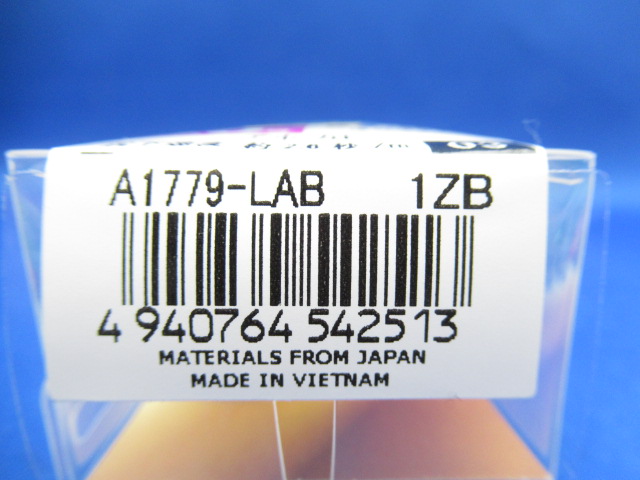 A1779-LAB 1ZB
4 940764 542513
MATERIALS FROM JAPAN
MADE IN VIETNAM